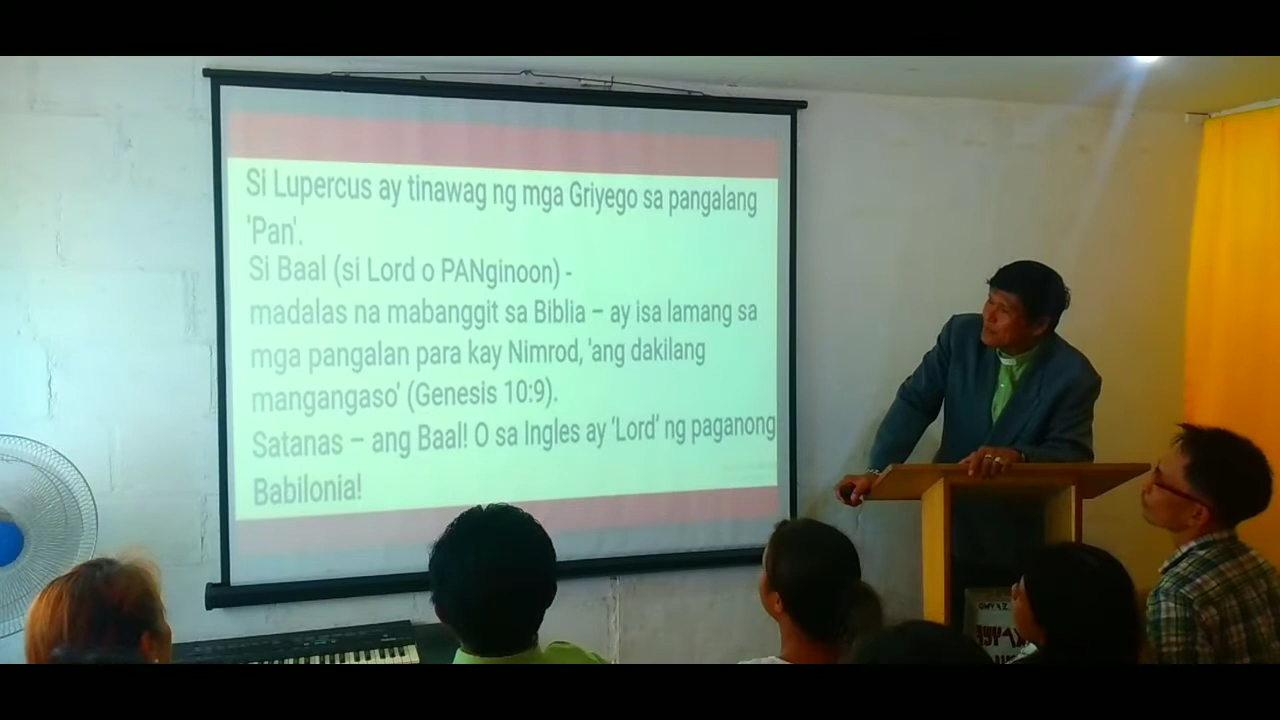 Si Lupercus ay tinawag ng mga Griyego sa pangalang
'Pan'.
Si Baal (si Lord o PANginoon) -
madalas na mabanggit sa Biblia – ay isa lamang sa
mga pangalan para kay Nimrod, 'ang dakilang
mangangaso' (Genesis 10:9).
Satanas – ang Baal! O sa Ingles ay ‘Lord’ ng paganong
Babilonia!